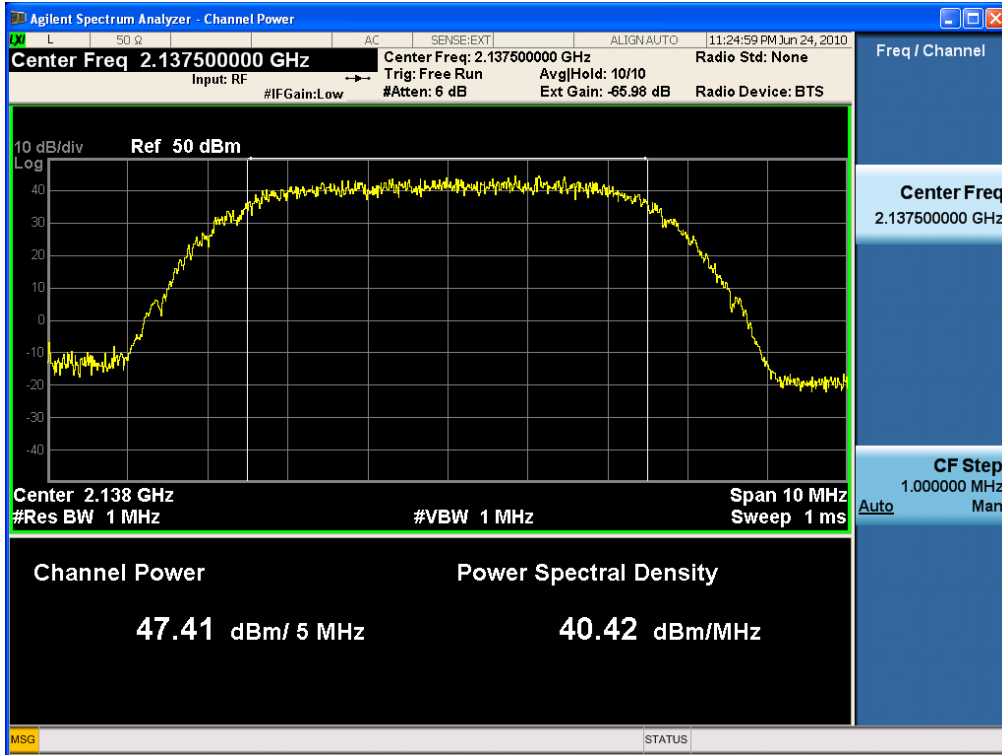 Agilent Spectrum Analyzer - Channel Power
LXI L 50 Ω AC SENSE:EXT ALIGN AUTO 11:24:59 PM Jun 24, 2010
Center Freq 2.137500000 GHz
Input: RF
#IFGain:Low
Center Freq: 2.137500000 GHz
Trig: Free Run Avg|Hold: 10/10
#Atten: 6 dB Ext Gain: -65.98 dB
Radio Std: None
Radio Device: BTS
10 dB/div Ref 50 dBm
Log
40
30
20
10
0
-10
-20
-30
-40
Center 2.138 GHz Span 10 MHz
#Res BW 1 MHz #VBW 1 MHz Sweep 1 ms
Channel Power Power Spectral Density
47.41 dBm/ 5 MHz 40.42 dBm/MHz
MSG STATUS
Freq / Channel
Center Freq
2.137500000 GHz
CF Step
1.000000 MHz
Auto Man